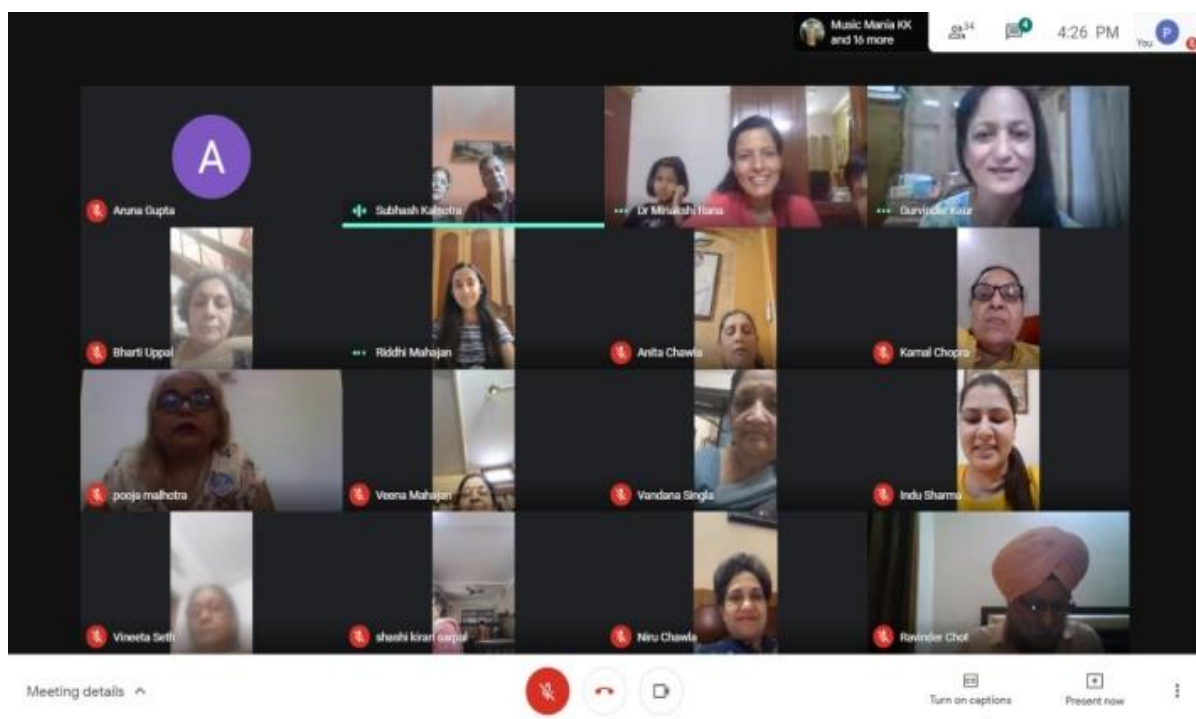 Music Mania KK
and 16 more
34
4
4:26 PM
You
P
A
Aruna Gupta
Subhash Kalsotra
Dr Minakshi Rana
Gurvinder Kaur
Bharti Uppal
Riddhi Mahajan
Anita Chawla
Kamal Chopra
pooja malhotra
Veena Mahajan
Vandana Singla
Indu Sharma
Vineeta Seth
shashi kiran sarpal
Niru Chawla
Ravinder
Meeting details
Turn on captions
Present now